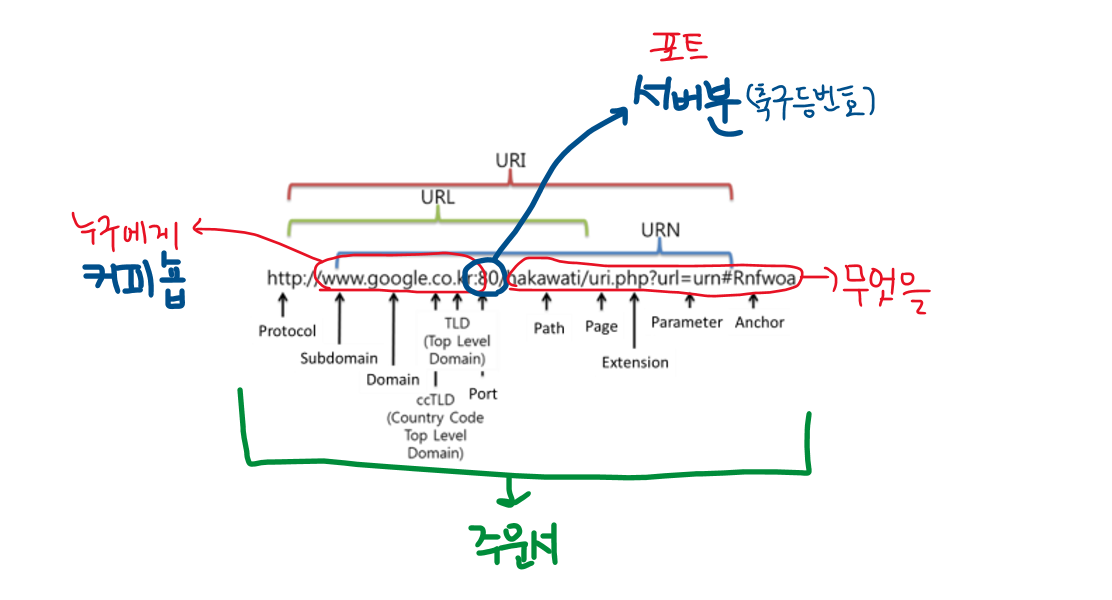 포트
서버분 (축구등번호)
URI
URL
URN
누구에게
커피숍
http://www.google.co.kr:80/nakawati/uri.php?url=urn#Rnfwoa
무엇을
Protocol
Subdomain
Domain
TLD
(Top Level
Domain)
ccTLD
(Country Code
Top Level
Domain)
Port
Path
Page
Extension
Parameter
Anchor
주문서